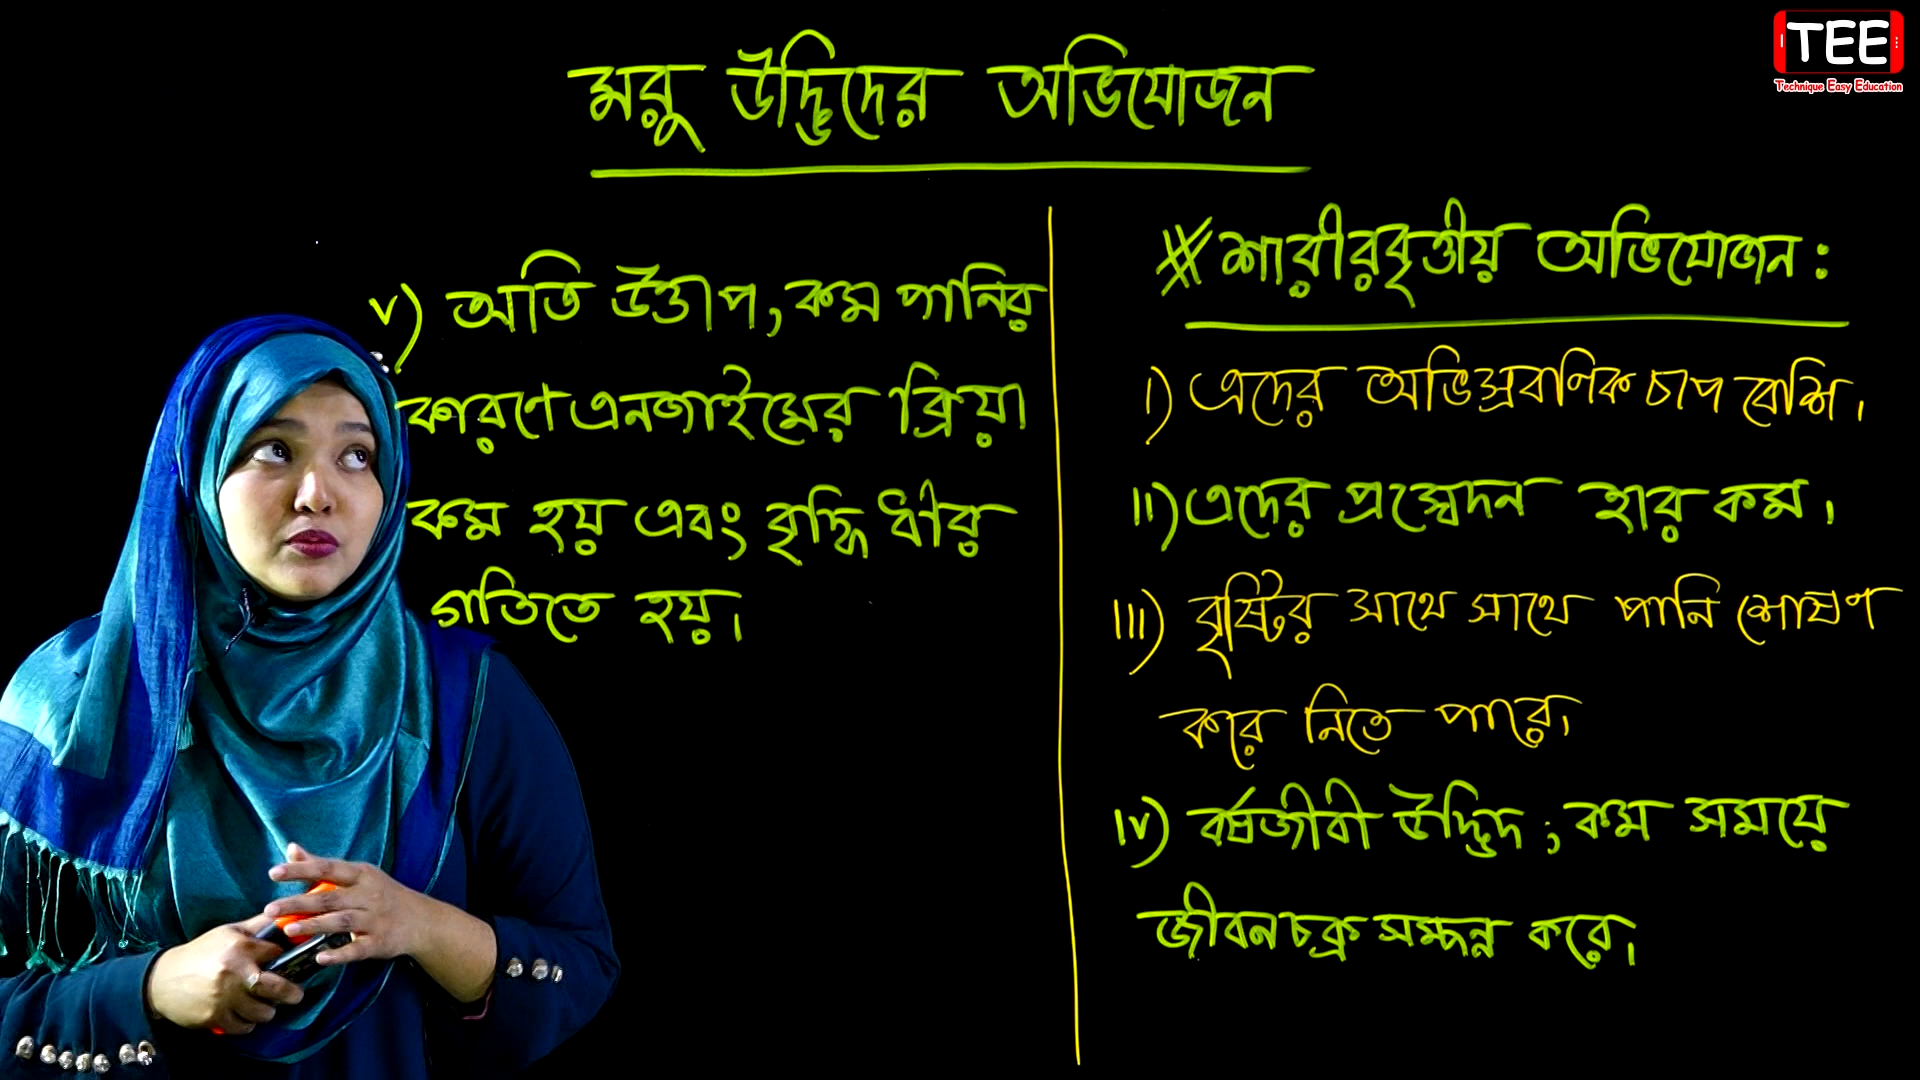 TEE
Technique Easy Education
মরু উদ্ভিদের অভিযোজন
# শারীরবৃত্তীয় অভিযোজন :
i) এদের অভিস্রবণিক চাপ বেশি।
ii) এদের প্রস্বেদন হার কম।
iii) বৃষ্টির সাথে সাথে পানি শোষণ
করে নিতে পারে।
iv) বর্ষজীবী উদ্ভিদ ; কম সময়ে
জীবনচক্র সম্পন্ন করে।
v) অতি উত্তাপ, কম পানির
কারণে এনজাইমের ক্রিয়া
কম হয় এবং বৃদ্ধি ধীর
গতিতে হয়।